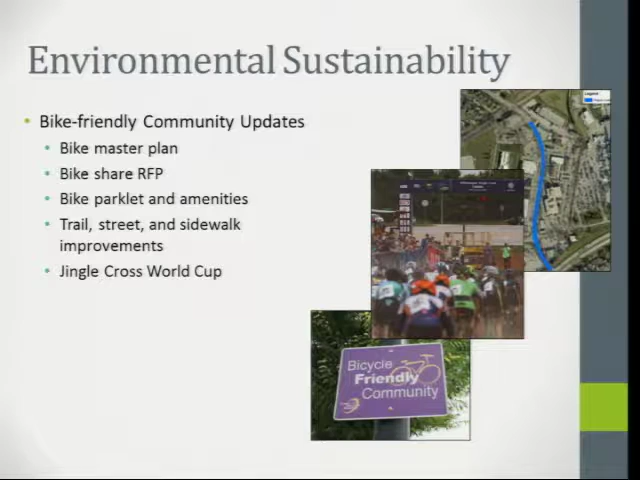 Environmental Sustainability
• Bike-friendly Community Updates
• Bike master plan
• Bike share RFP
• Bike parklet and amenities
• Trail, street, and sidewalk
improvements
• Jingle Cross World Cup
Legend
Bicycle
Friendly
Community